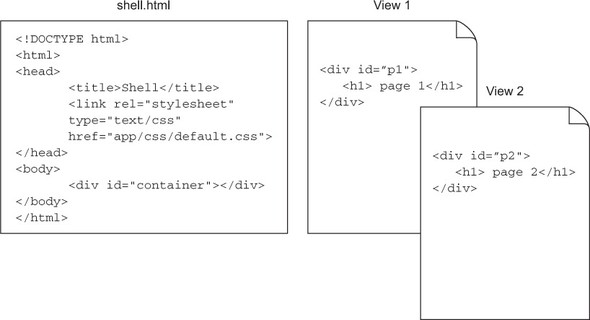 shell.html
<!DOCTYPE html>
<html>
<head>
<title>Shell</title>
<link rel="stylesheet"
type="text/css"
href="app/css/default.css">
</head>
<body>
<div id="container"></div>
</body>
</html>
View 1
<div id="p1">
<h1> page 1</h1>
</div>
View 2
<div id="p2">
<h1> page 2</h1>
</div>